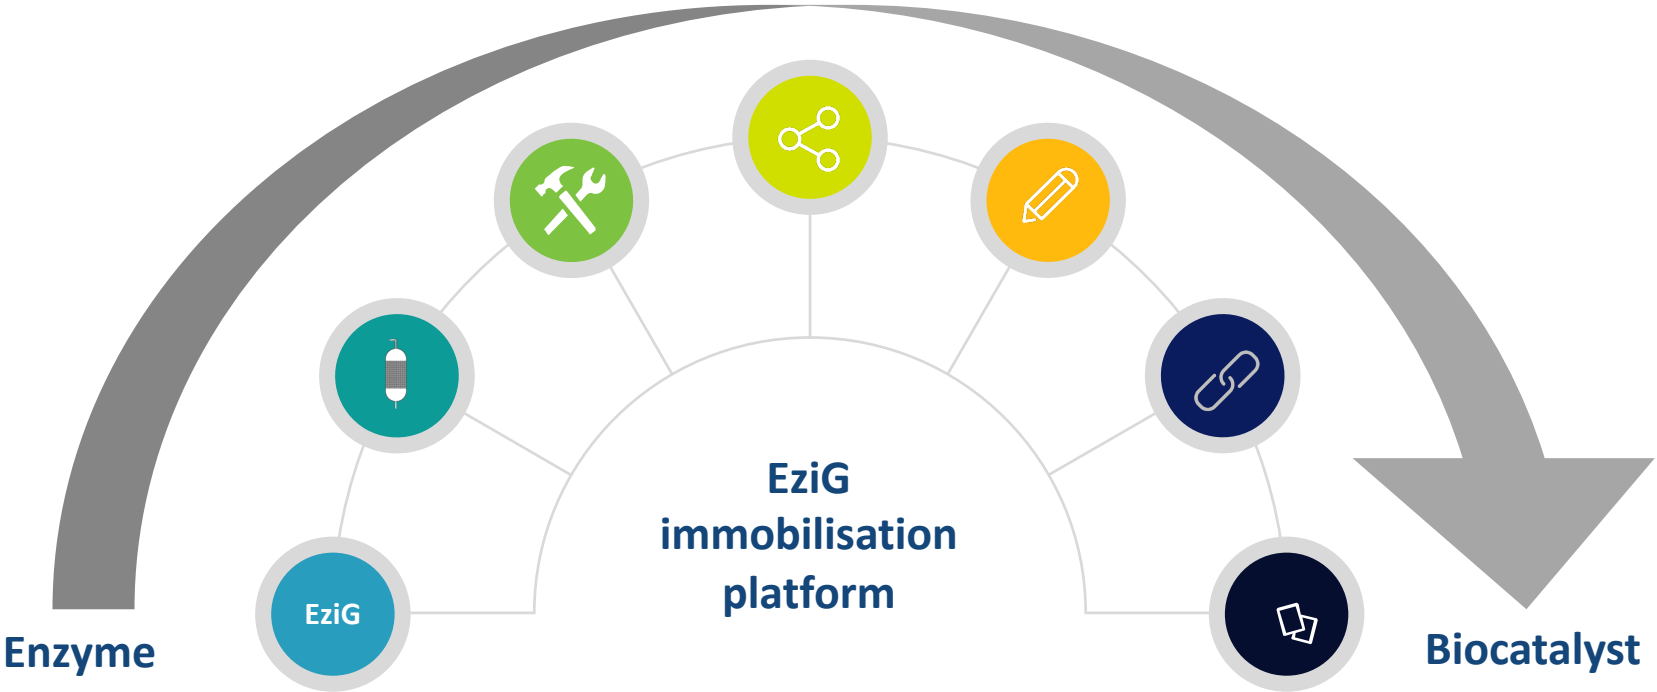 EziG
immobilisation
platform
EziG
Enzyme
Biocatalyst